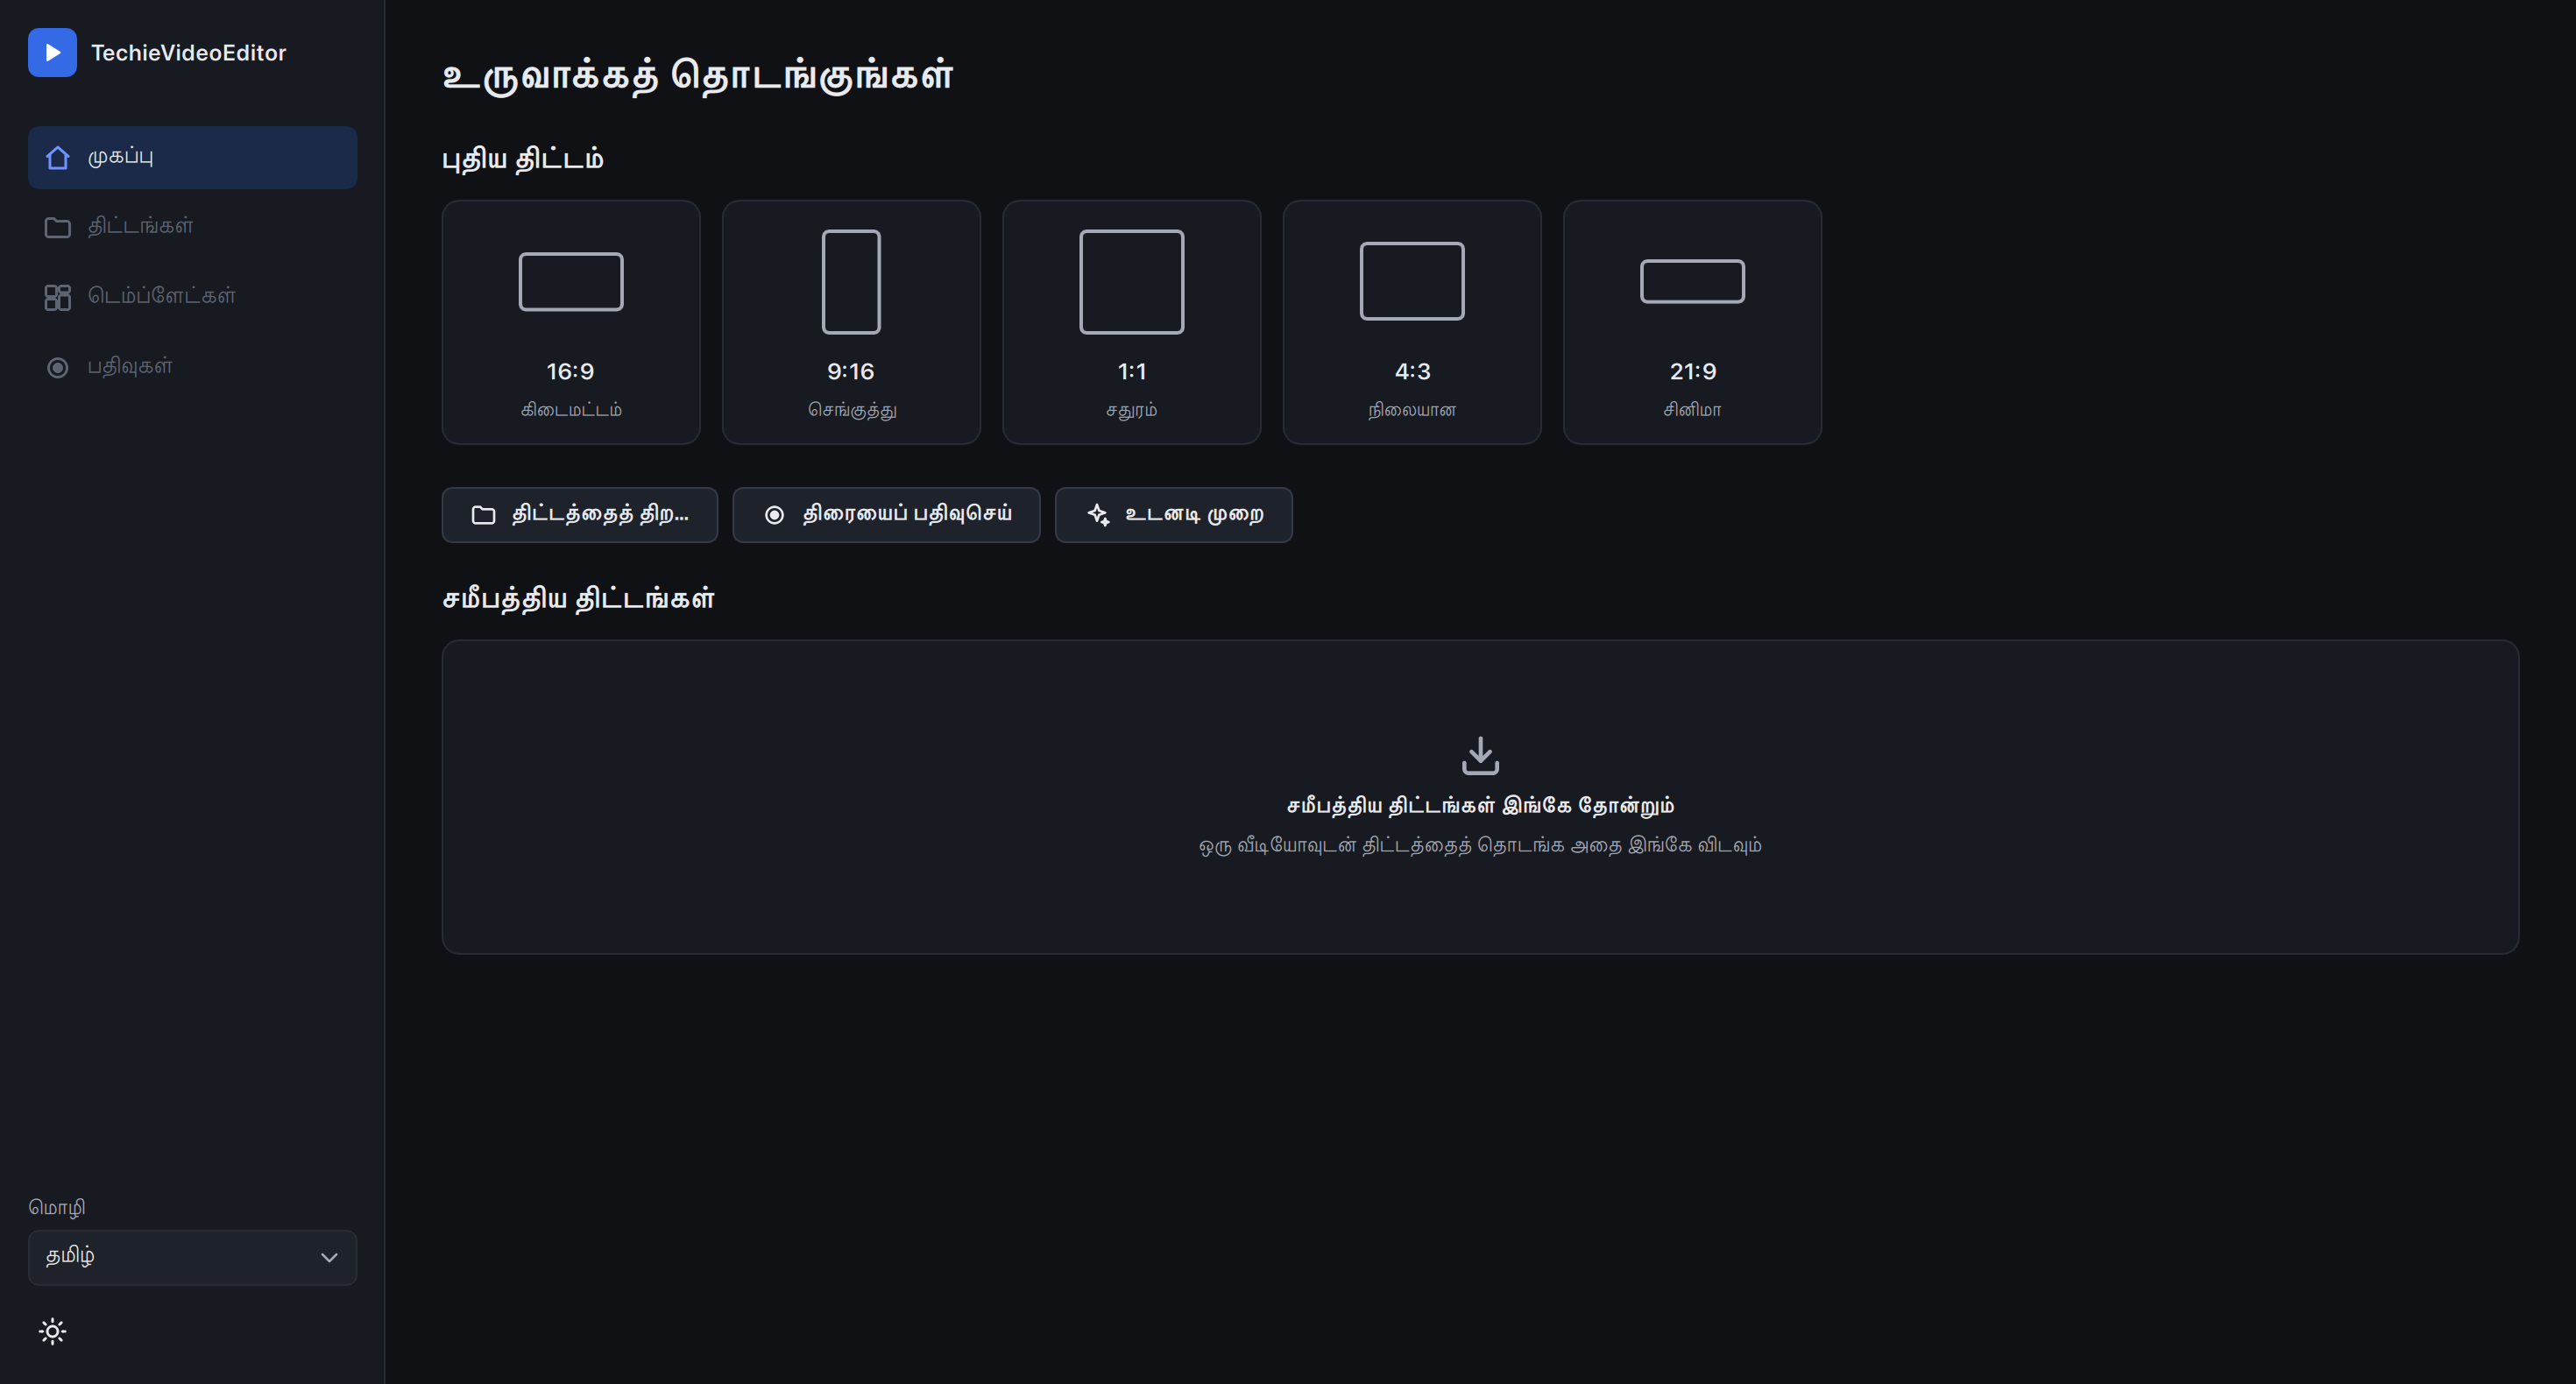 TechieVideoEditor
முகப்பு
திட்டங்கள்
டெம்ப்ளேட்கள்
பதிவுகள்
மொழி
தமிழ்
உருவாக்கத் தொடங்குங்கள்
புதிய திட்டம்
16:9
கிடைமட்டம்
9:16
செங்குத்து
1:1
சதுரம்
4:3
நிலையான
21:9
சினிமா
திட்டத்தைத் திற...
திரையைப் பதிவுசெய்
உடனடி முறை
சமீபத்திய திட்டங்கள்
சமீபத்திய திட்டங்கள் இங்கே தோன்றும்
ஒரு வீடியோவுடன் திட்டத்தைத் தொடங்க அதை இங்கே விடவும்